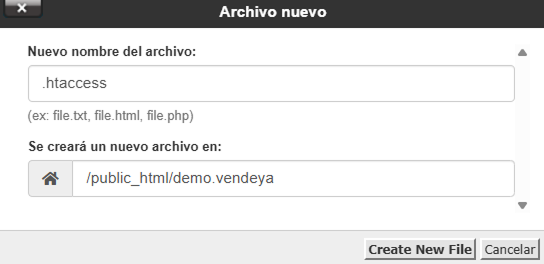 Archivo nuevo
Nuevo nombre del archivo:
.htaccess
(ex: file.txt, file.html, file.php)
Se creará un nuevo archivo en:
/public_html/demo.vendeya
Create New File Cancelar